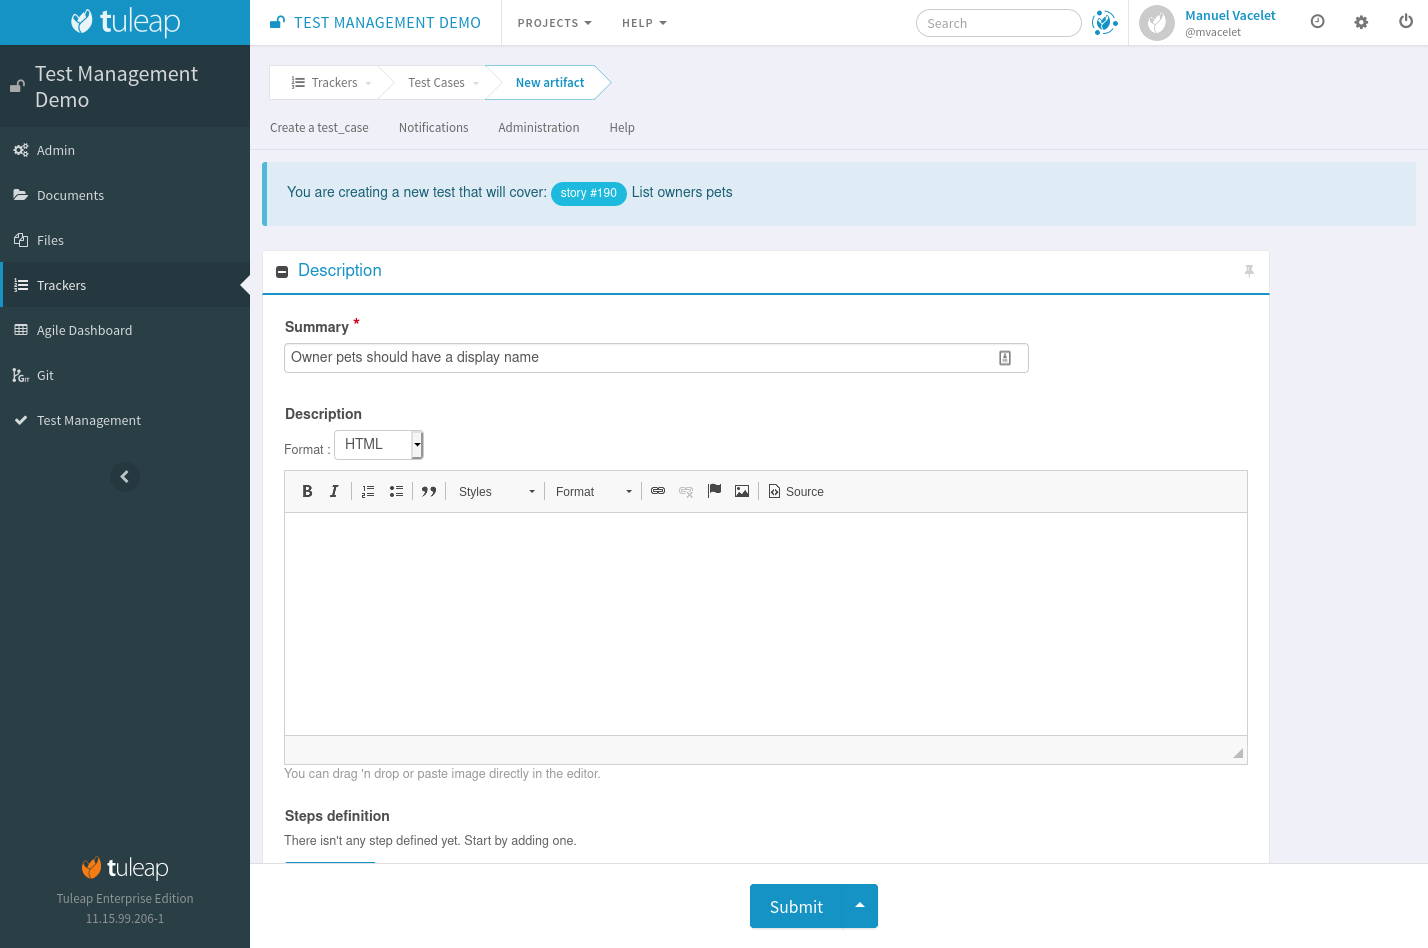 tuleap
TEST MANAGEMENT DEMO
PROJECTS
HELP
Search
Manuel Vacelet
@mvacelet
Test Management
Demo
Admin
Documents
Files
Trackers
Agile Dashboard
Git
Test Management
tuleap
Tuleap Enterprise Edition
11.15.99.206-1
Trackers
Test Cases
New artifact
Create a test_case
Notifications
Administration
Help
You are creating a new test that will cover: story #190 List owners pets
Description
Summary *
Owner pets should have a display name
Description
Format : HTML
B I Styles Format Source
You can drag 'n drop or paste image directly in the editor.
Steps definition
There isn't any step defined yet. Start by adding one.
Submit